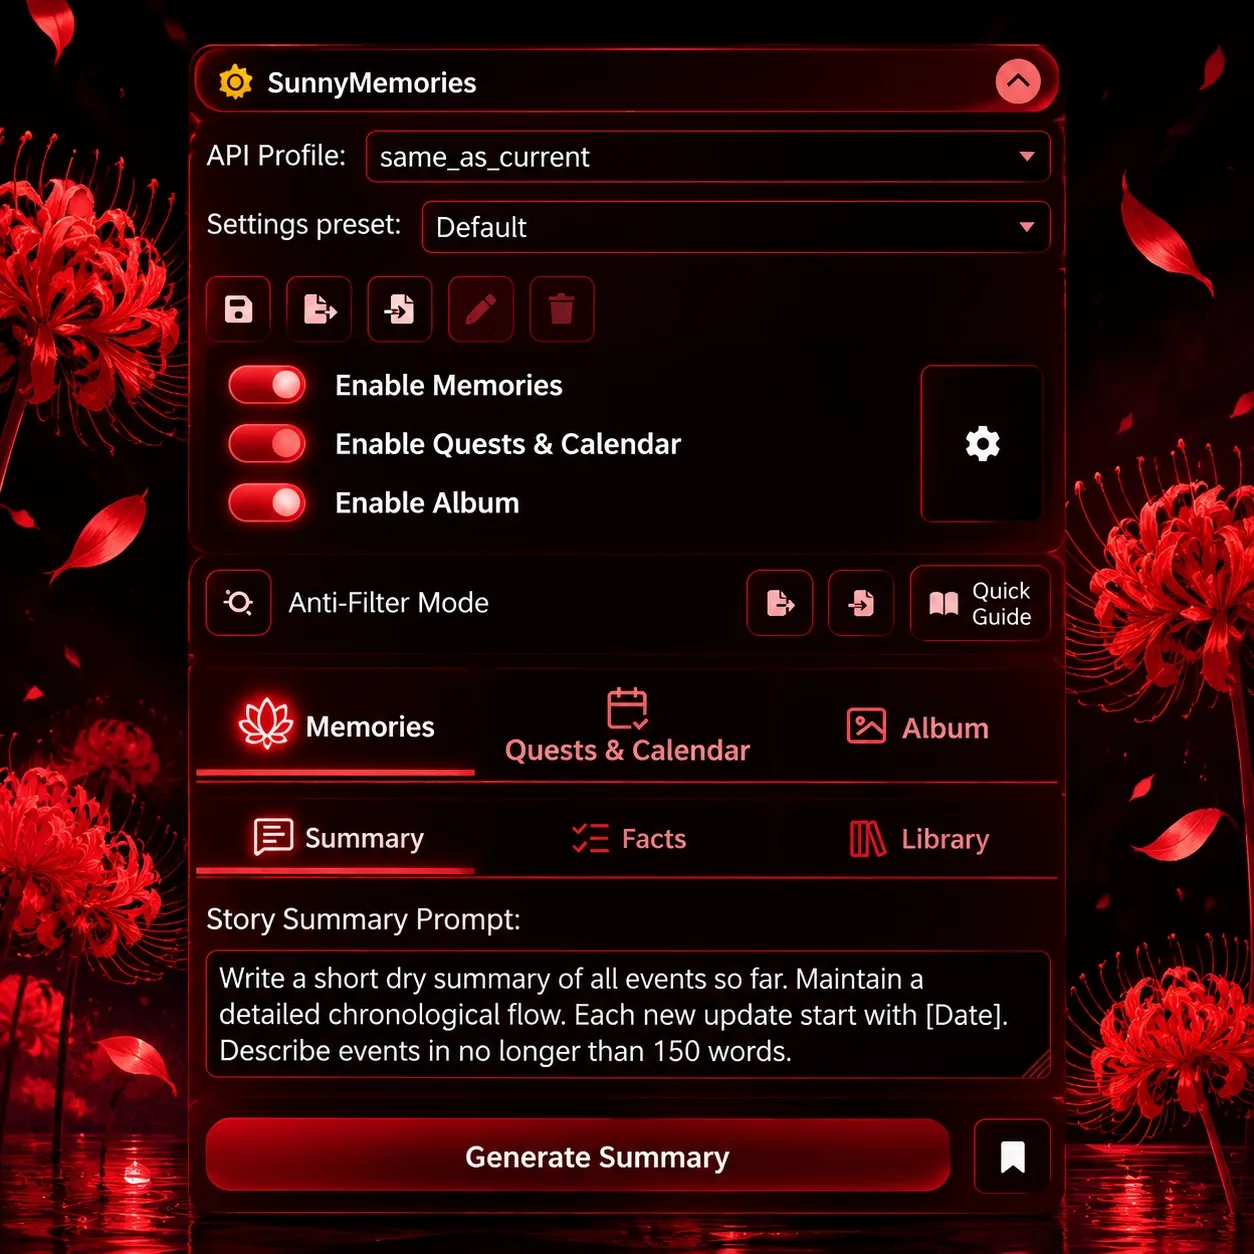 SunnyMemories
API Profile: same_as_current
Settings preset: Default
Enable Memories
Enable Quests & Calendar
Enable Album
Anti-Filter Mode
Quick
Guide
Memories
Quests & Calendar
Album
Summary
Facts
Library
Story Summary Prompt:
Write a short dry summary of all events so far. Maintain a
detailed chronological flow. Each new update start with [Date].
Describe events in no longer than 150 words.
Generate Summary